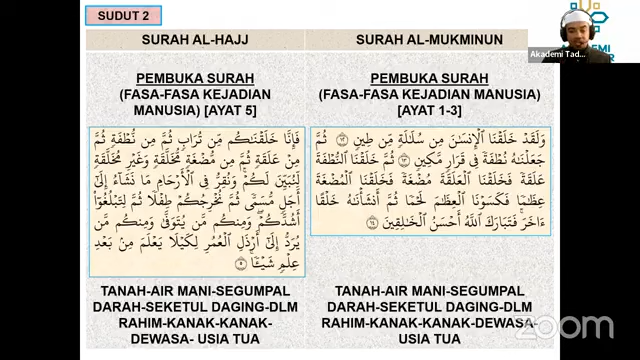 SUDUT 2
SURAH AL-HAJJ
SURAH AL-MUKMINUN
Akademi Tad...
PEMBUKA SURAH
(FASA-FASA KEJADIAN
MANUSIA) [AYAT 5]
PEMBUKA SURAH
(FASA-FASA KEJADIAN MANUSIA)
[AYAT 1-3]
فَإِنَّا خَلَقْنَٰكُم مِّن تُرَابٍ ثُمَّ مِن نُّطْفَةٍ ثُمَّ
مِنْ عَلَقَةٍ ثُمَّ مِن مُّضْغَةٍ مُّخَلَّقَةٍ وَغَيْرِ مُخَلَّقَةٍ
لِّنُبَيِّنَ لَكُمْ ۚ وَنُقِرُّ فِى ٱلْأَرْحَامِ مَا نَشَآءُ إِلَىٰٓ
أَجَلٍ مُّسَمًّى ثُمَّ نُخْرِجُكُمْ طِفْلًا ثُمَّ لِتَبْلُغُوٓا۟
أَشُدَّكُمْ ۖ وَمِنكُم مَّن يُتَوَفَّىٰ وَمِنكُم مَّن
يُرَدُّ إِلَىٰٓ أَرْذَلِ ٱلْعُمُرِ لِكَيْلَا يَعْلَمَ مِنۢ بَعْدِ
عِلْمٍ شَيْـًٔا ۚ ٥
وَلَقَدْ خَلَقْنَا ٱلْإِنسَٰنَ مِن سُلَٰلَةٍ مِّن طِينٍ ١٢ ثُمَّ
جَعَلْنَٰهُ نُطْفَةً فِى قَرَارٍ مَّكِينٍ ١٣ ثُمَّ خَلَقْنَا ٱلنُّطْفَةَ
عَلَقَةً فَخَلَقْنَا ٱلْعَلَقَةَ مُضْغَةً فَخَلَقْنَا ٱلْمُضْغَةَ
عِظَٰمًا فَكَسَوْنَا ٱلْعِظَٰمَ لَحْمًا ثُمَّ أَنشَأْنَٰهُ خَلْقًا
ءَاخَرَ ۚ فَتَبَارَكَ ٱللَّهُ أَحْسَنُ ٱلْخَٰلِقِينَ ١٤
TANAH-AIR MANI-SEGUMPAL
DARAH-SEKETUL DAGING-DLM
RAHIM-KANAK-KANAK-
DEWASA- USIA TUA
TANAH-AIR MANI-SEGUMPAL
DARAH-SEKETUL DAGING-DLM
RAHIM-KANAK-KANAK-DEWASA-
USIA TUA
zoom